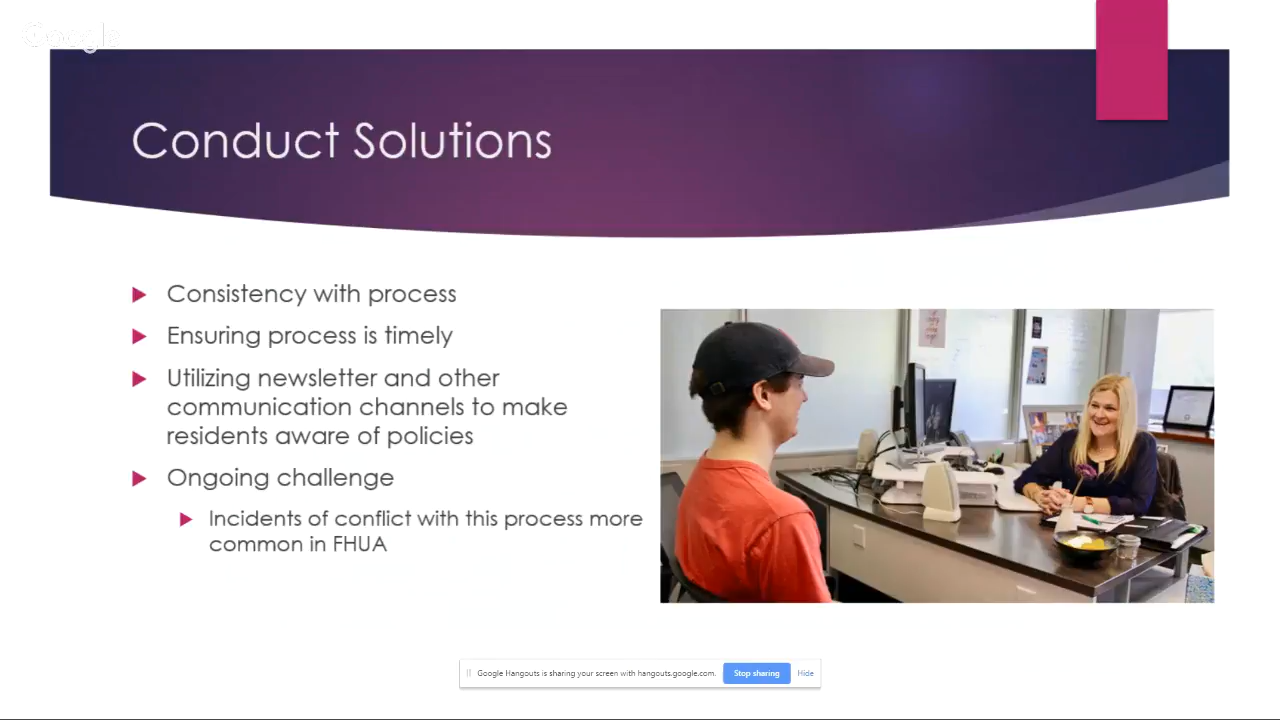 Google
Conduct Solutions
Consistency with process
Ensuring process is timely
Utilizing newsletter and other
communication channels to make
residents aware of policies
Ongoing challenge
Incidents of conflict with this process more
common in FHUA
Google Hangouts is sharing your screen with hangouts.google.com.
Stop sharing
Hide